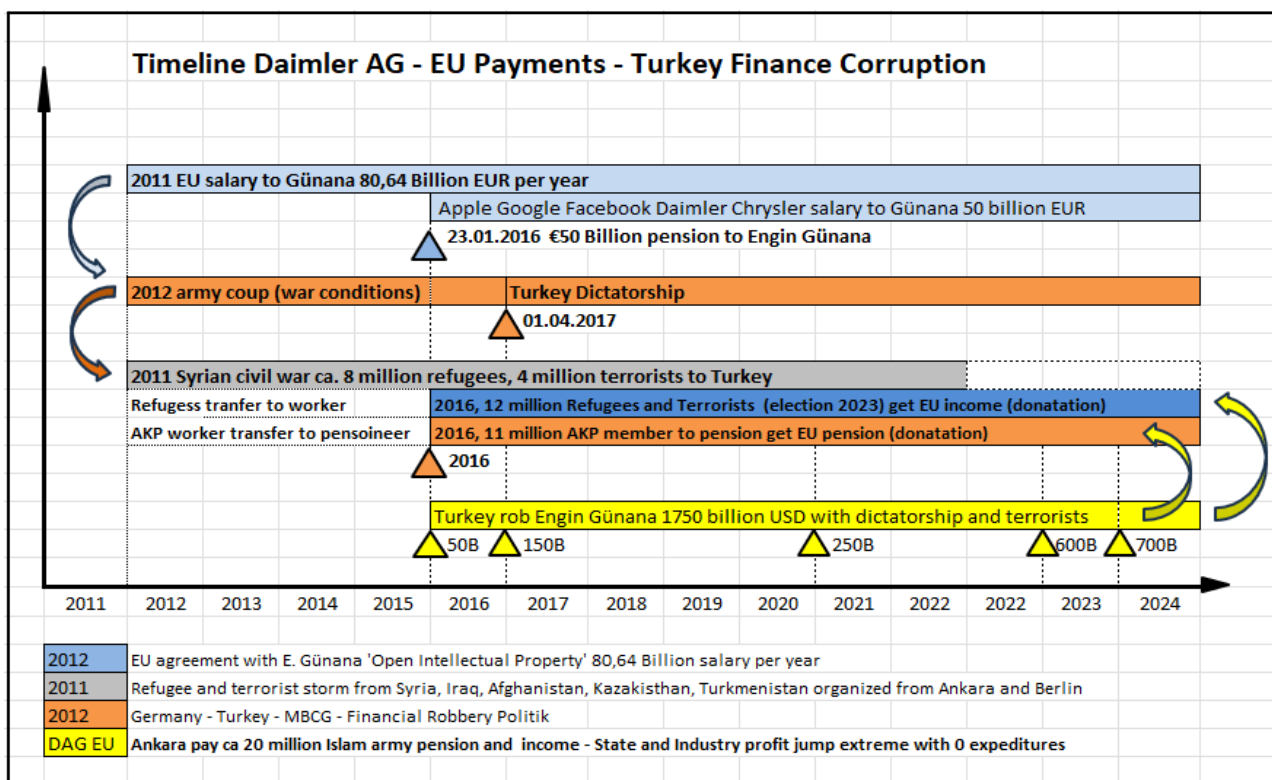 Timeline Daimler AG - EU Payments - Turkey Finance Corruption
2011 EU salary to Günana 80,64 Billion EUR per year
Apple Google Facebook Daimler Chrysler salary to Günana 50 billion EUR
23.01.2016 €50 Billion pension to Engin Günana
2012 army coup (war conditions) Turkey Dictatorship
01.04.2017
2011 Syrian civil war ca. 8 million refugees, 4 million terrorists to Turkey
Refugess tranfer to worker 2016, 12 million Refugees and Terrorists (election 2023) get EU income (donatation)
AKP worker transfer to pensoineer 2016, 11 million AKP member to pension get EU pension (donatation)
2016
Turkey rob Engin Günana 1750 billion USD with dictatorship and terrorists
50B 150B 250B 600B 700B
2011 2012 2013 2014 2015 2016 2017 2018 2019 2020 2021 2022 2022 2023 2024
2012 EU agreement with E. Günana 'Open Intellectual Property' 80,64 Billion salary per year
2011 Refugee and terrorist storm from Syria, Iraq, Afghanistan, Kazakisthan, Turkmenistan organized from Ankara and Berlin
2012 Germany - Turkey - MBCG - Financial Robbery Politik
DAG EU Ankara pay ca 20 million Islam army pension and income - State and Industry profit jump extreme with 0 expeditures